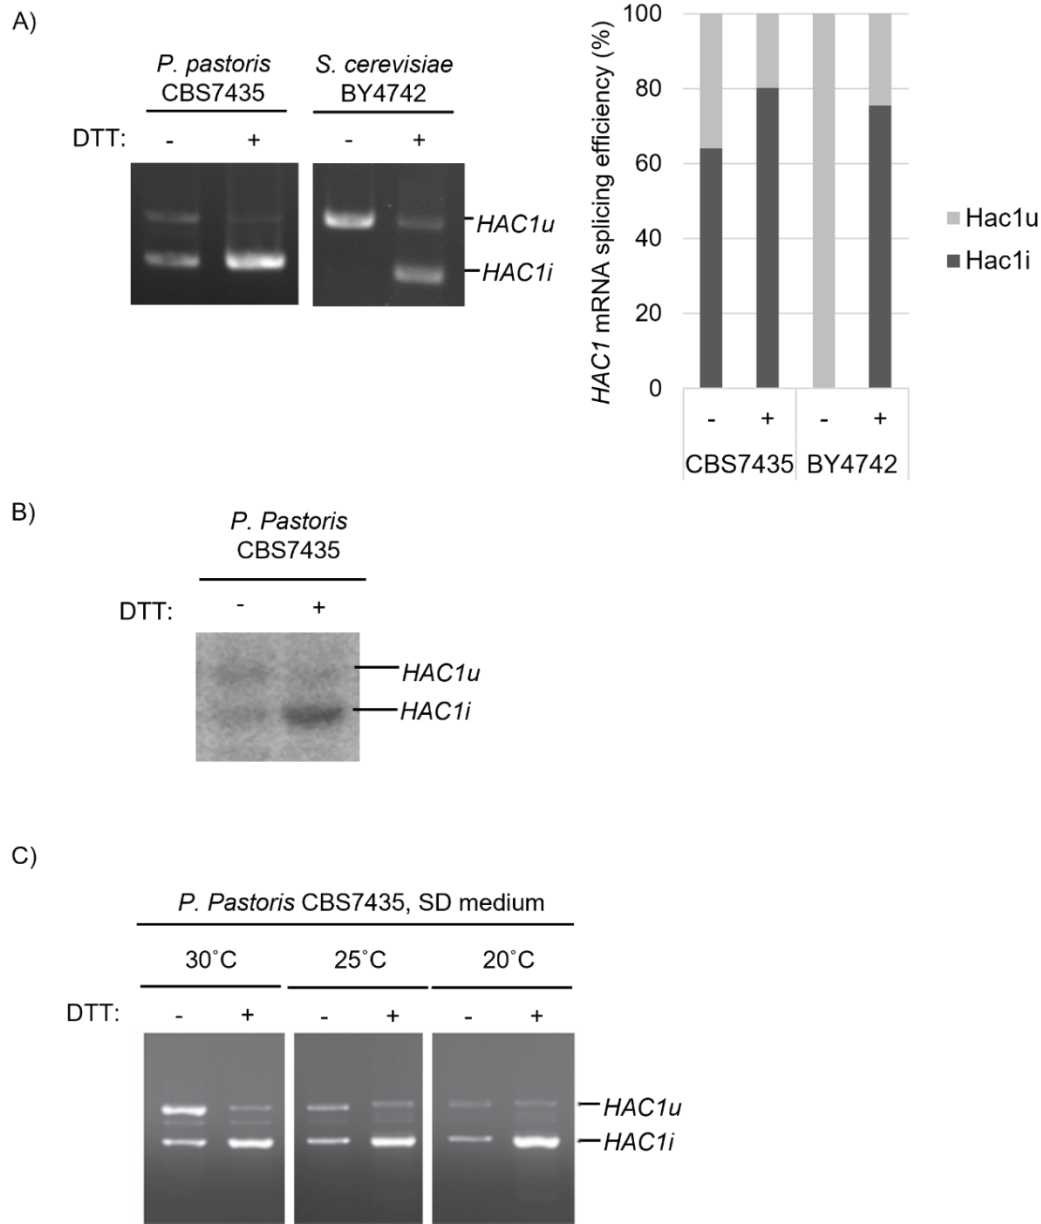 A)
P. pastoris
CBS7435
S. cerevisiae
BY4742
DTT: - + - +
HAC1u
HAC1i
HAC1 mRNA splicing efficiency (%)
100
80
60
40
20
0
- + - +
CBS7435 BY4742
Hac1u
Hac1i
B)
P. Pastoris
CBS7435
DTT: - +
HAC1u
HAC1i
C)
P. Pastoris CBS7435, SD medium
30˚C 25˚C 20˚C
DTT: - + - + - +
HAC1u
HAC1i